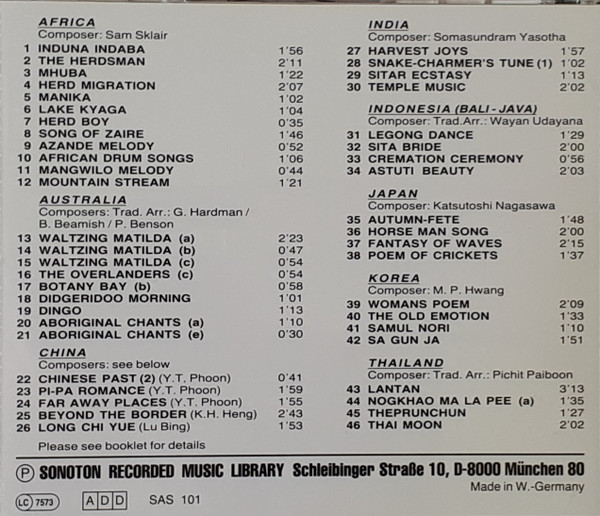 AFRICA
Composer: Sam Sklair
1 INDUNA INDABA 1'56
2 THE HERDSMAN 2'11
3 MHUBA 1'22
4 HERD MIGRATION 2'07
5 MANIKA 1'02
6 LAKE KYAGA 1'04
7 HERD BOY 0'35
8 SONG OF ZAIRE 1'46
9 AZANDE MELODY 0'52
10 AFRICAN DRUM SONGS 1'06
11 MANGWILO MELODY 0'44
12 MOUNTAIN STREAM 1'21
AUSTRALIA
Composers: Trad. Arr.: G. Hardman /
B. Beamish / P. Benson
13 WALTZING MATILDA (a) 2'23
14 WALTZING MATILDA (b) 0'47
15 WALTZING MATILDA (c) 0'54
16 THE OVERLANDERS (c) 0'54
17 BOTANY BAY (b) 0'58
18 DIDGERIDOO MORNING 1'01
19 DINGO 1'13
20 ABORIGINAL CHANTS (a) 1'10
21 ABORIGINAL CHANTS (e) 0'30
CHINA
Composers: see below
22 CHINESE PAST (2) (Y.T. Phoon) 0'41
23 PI-PA ROMANCE (Y.T. Phoon) 1'59
24 FAR AWAY PLACES (Y.T. Phoon) 1'55
25 BEYOND THE BORDER (K.H. Heng) 2'43
26 LONG CHI YUE (Lu Bing) 1'53
Please see booklet for details
INDIA
Composer: Somasundram Yasotha
27 HARVEST JOYS 1'57
28 SNAKE-CHARMER'S TUNE (1) 1'02
29 SITAR ECSTASY 1'13
30 TEMPLE MUSIC 2'02
INDONESIA (BALI-JAVA)
Composer: Trad.Arr.: Wayan Udayana
31 LEGONG DANCE 1'29
32 SITA BRIDE 2'00
33 CREMATION CEREMONY 0'56
34 ASTUTI BEAUTY 2'03
JAPAN
Composer: Katsutoshi Nagasawa
35 AUTUMN-FETE 1'48
36 HORSE MAN SONG 2'00
37 FANTASY OF WAVES 2'15
38 POEM OF CRICKETS 1'37
KOREA
Composer: M. P. Hwang
39 WOMANS POEM 2'09
40 THE OLD EMOTION 1'33
41 SAMUL NORI 1'10
42 SA GUN JA 1'51
THAILAND
Composer: Trad. Arr.: Pichit Paiboon
43 LANTAN 3'13
44 NOGKHAO MA LA PEE (a) 1'35
45 THEPRUNCHUN 1'27
46 THAI MOON 2'02
Ⓟ SONOTON RECORDED MUSIC LIBRARY Schleibinger Straße 10, D-8000 München 80
Made in W.-Germany
LC 7573 ADD SAS 101